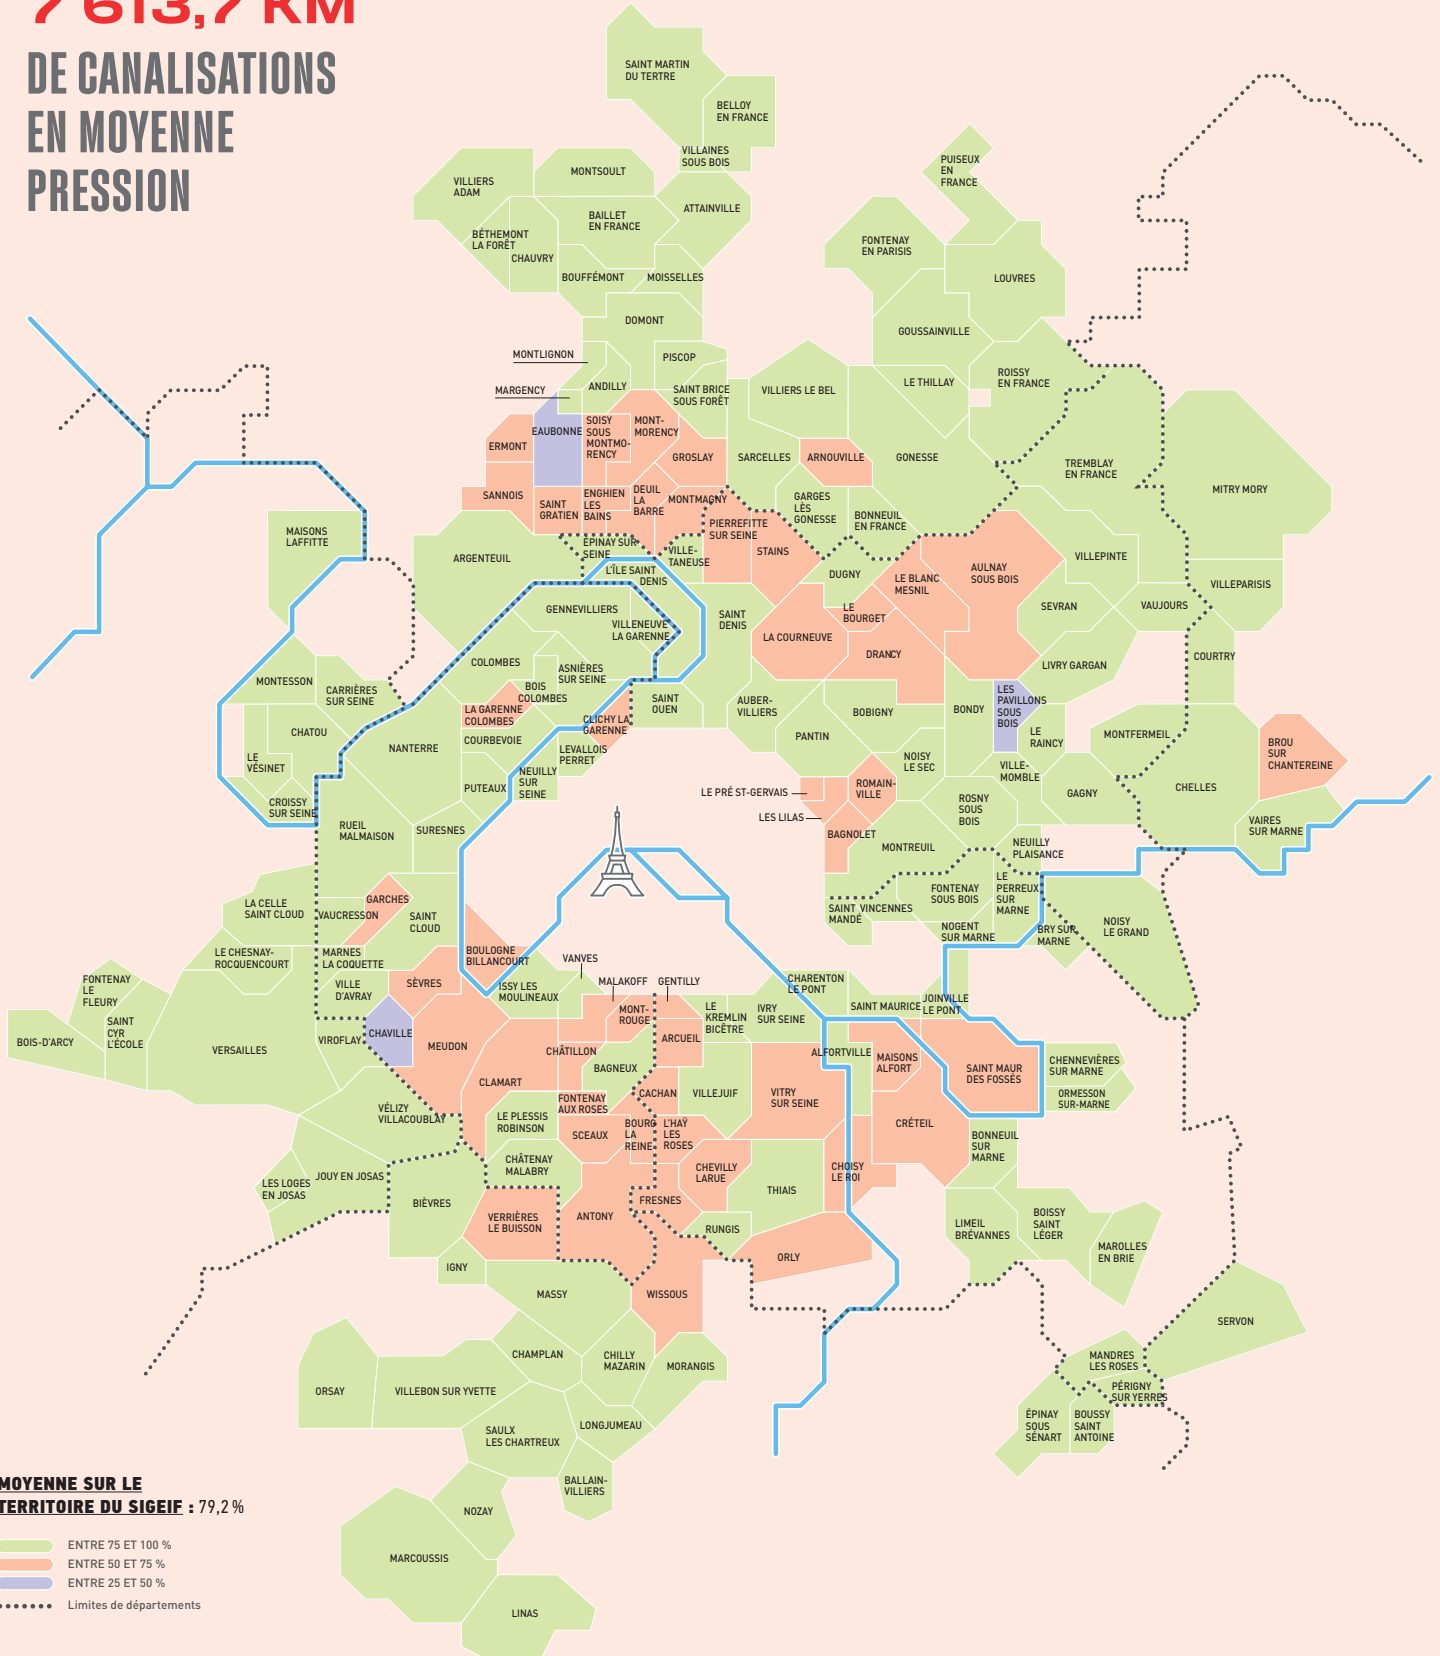 7 613,7 KM
DE CANALISATIONS
EN MOYENNE
PRESSION
SAINT MARTIN
DU TERTRE
BELLOY
EN FRANCE
VILLAINES
SOUS BOIS
PUISEUX
EN
FRANCE
VILLIERS
ADAM
MONTSOULT
ATTAINVILLE
BAILLET
EN FRANCE
BÉTHEMONT
LA FORÊT
CHAUVRY
BOUFFÉMONT
MOISSELLES
FONTENAY
EN PARISIS
LOUVRES
DOMONT
GOUSSAINVILLE
MONTLIGNON
PISCOP
MARGENCY
ANDILLY
SAINT BRICE
SOUS FORÊT
VILLIERS LE BEL
LE THILLAY
ROISSY
EN FRANCE
EAUBONNE
SOISY
SOUS
MONTMO-
RENCY
MONT-
MORENCY
ERMONT
GROSLAY
SARCELLES
ARNOUVILLE
GONESSE
TREMBLAY
EN FRANCE
MITRY MORY
SANNOIS
SAINT
GRATIEN
ENGHIEN
LES
BAINS
DEUIL
LA
BARRE
MONTMAGNY
GARGES
LÈS
GONESSE
BONNEUIL
EN FRANCE
PIERREFITTE
SUR SEINE
STAINS
MAISONS
LAFFITTE
ARGENTEUIL
ÉPINAY SUR
SEINE
VILLE-
TANEUSE
L'ÎLE SAINT
DENIS
DUGNY
LE BLANC
MESNIL
AULNAY
SOUS BOIS
VILLEPINTE
VILLEPARISIS
SEVRAN
VAUJOURS
GENNEVILLIERS
VILLENEUVE
LA GARENNE
SAINT
DENIS
LE
BOURGET
LA COURNEUVE
DRANCY
LIVRY GARGAN
COURTRY
MONTESSON
CARRIÈRES
SUR SEINE
COLOMBES
BOIS
COLOMBES
ASNIÈRES
SUR SEINE
LA GARENNE
COLOMBES
CLICHY LA
GARENNE
SAINT
OUEN
AUBER-
VILLIERS
BOBIGNY
BONDY
LES
PAVILLONS
SOUS
BOIS
CHATOU
LE
VÉSINET
NANTERRE
COURBEVOIE
LEVALLOIS
PERRET
PANTIN
NOISY
LE SEC
LE
RAINCY
MONTFERMEIL
BROU
SUR
CHANTEREINE
CROISSY
SUR SEINE
PUTEAUX
NEUILLY
SUR
SEINE
LE PRÉ ST-GERVAIS
ROMAIN-
VILLE
VILLE-
MOMBLE
GAGNY
CHELLES
LES LILAS
ROSNY
SOUS
BOIS
VAIRES
SUR MARNE
RUEIL
MALMAISON
SURESNES
BAGNOLET
MONTREUIL
NEUILLY
PLAISANCE
LA CELLE
SAINT CLOUD
VAUCRESSON
GARCHES
SAINT
CLOUD
SAINT
MANDÉ
VINCENNES
FONTENAY
SOUS BOIS
LE
PERREUX
SUR
MARNE
NOGENT
SUR MARNE
BRY SUR
MARNE
NOISY
LE GRAND
LE CHESNAY-
ROCQUENCOURT
MARNES
LA COQUETTE
BOULOGNE
BILLANCOURT
VANVES
FONTENAY
LE
FLEURY
VILLE
D'AVRAY
SÈVRES
ISSY LES
MOULINEAUX
MALAKOFF
GENTILLY
CHARENTON
LE PONT
SAINT MAURICE
JOINVILLE
LE PONT
MONT-
ROUGE
LE
KREMLIN
BICÊTRE
IVRY
SUR SEINE
BOIS-D'ARCY
SAINT
CYR
L'ÉCOLE
VERSAILLES
VIROFLAY
CHAVILLE
MEUDON
CHÂTILLON
ARCUEIL
ALFORTVILLE
MAISONS
ALFORT
SAINT MAUR
DES FOSSÉS
CHENNEVIÈRES
SUR MARNE
CLAMART
BAGNEUX
CACHAN
VILLEJUIF
VITRY
SUR SEINE
ORMESSON
SUR-MARNE
VÉLIZY
VILLACOUBLAY
LE PLESSIS
ROBINSON
FONTENAY
AUX ROSES
SCEAUX
BOURG
LA
REINE
L'HAŸ
LES
ROSES
CRÉTEIL
BONNEUIL
SUR
MARNE
CHÂTENAY
MALABRY
CHEVILLY
LARUE
THIAIS
CHOISY
LE ROI
LES LOGES
EN JOSAS
JOUY EN JOSAS
BIÈVRES
VERRIÈRES
LE BUISSON
ANTONY
FRESNES
RUNGIS
ORLY
LIMEIL
BRÉVANNES
BOISSY
SAINT
LÉGER
MAROLLES
EN BRIE
IGNY
MASSY
WISSOUS
SERVON
CHAMPLAN
CHILLY
MAZARIN
MORANGIS
MANDRES
LES ROSES
ORSAY
VILLEBON SUR YVETTE
PÉRIGNY
SUR YERRES
SAULX
LES CHARTREUX
LONGJUMEAU
ÉPINAY
SOUS
SÉNART
BOUSSY
SAINT
ANTOINE
BALLAIN-
VILLIERS
NOZAY
MARCOUSSIS
LINAS
MOYENNE SUR LE
TERRITOIRE DU SIGEIF : 79,2 %
ENTRE 75 ET 100 %
ENTRE 50 ET 75 %
ENTRE 25 ET 50 %
Limites de départements